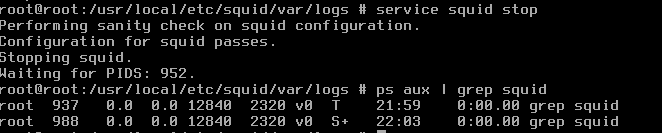 root@root:/usr/local/etc/squid/var/logs # service squid stop
Performing sanity check on squid configuration.
Configuration for squid passes.
Stopping squid.
Waiting for PIDS: 952.
root@root:/usr/local/etc/squid/var/logs # ps aux | grep squid
root  937   0.0  0.0 12840  2320 v0  T    21:59    0:00.00 grep squid
root  988   0.0  0.0 12840  2320 v0  S+   22:03    0:00.00 grep squid